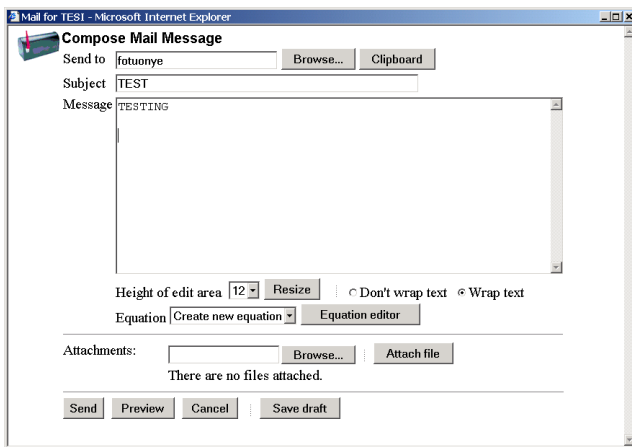 Mail for TESI - Microsoft Internet Explorer
Compose Mail Message
Send to fotuonye Browse... Clipboard
Subject TEST
Message TESTING
Height of edit area 12 Resize Don't wrap text Wrap text
Equation Create new equation Equation editor
Attachments: Browse... Attach file
There are no files attached.
Send Preview Cancel Save draft